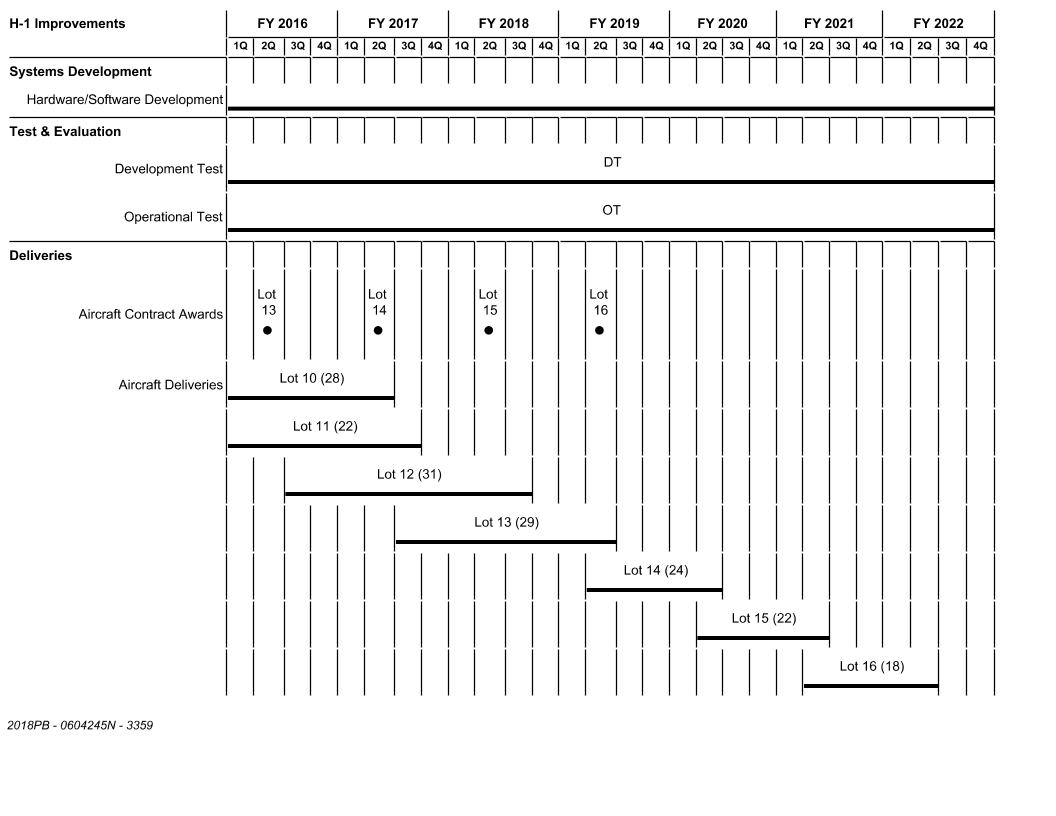 H-1 Improvements FY 2016 FY 2017 FY 2018 FY 2019 FY 2020 FY 2021 FY 2022
1Q 2Q 3Q 4Q 1Q 2Q 3Q 4Q 1Q 2Q 3Q 4Q 1Q 2Q 3Q 4Q 1Q 2Q 3Q 4Q 1Q 2Q 3Q 4Q 1Q 2Q 3Q 4Q
Systems Development
Hardware/Software Development
Test & Evaluation
DT
Development Test
OT
Operational Test
Deliveries
Lot Lot Lot Lot
13 14 15 16
Aircraft Contract Awards
Lot 10 (28)
Aircraft Deliveries
Lot 11 (22)
Lot 12 (31)
Lot 13 (29)
Lot 14 (24)
Lot 15 (22)
Lot 16 (18)
2018PB - 0604245N - 3359